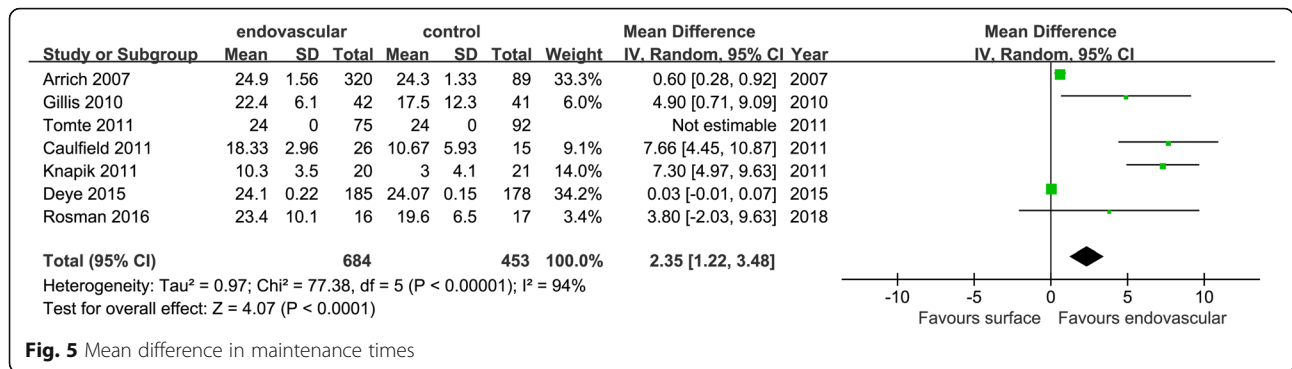 endovascular control Mean Difference Mean Difference
Study or Subgroup Mean SD Total Mean SD Total Weight IV, Random, 95% CI Year IV, Random, 95% CI
Arrich 2007 24.9 1.56 320 24.3 1.33 89 33.3% 0.60 [0.28, 0.92] 2007
Gillis 2010 22.4 6.1 42 17.5 12.3 41 6.0% 4.90 [0.71, 9.09] 2010
Tomte 2011 24 0 75 24 0 92 Not estimable 2011
Caulfield 2011 18.33 2.96 26 10.67 5.93 15 9.1% 7.66 [4.45, 10.87] 2011
Knapik 2011 10.3 3.5 20 3 4.1 21 14.0% 7.30 [4.97, 9.63] 2011
Deye 2015 24.1 0.22 185 24.07 0.15 178 34.2% 0.03 [-0.01, 0.07] 2015
Rosman 2016 23.4 10.1 16 19.6 6.5 17 3.4% 3.80 [-2.03, 9.63] 2018
Total (95% CI) 684 453 100.0% 2.35 [1.22, 3.48]
Heterogeneity: Tau² = 0.97; Chi² = 77.38, df = 5 (P < 0.00001); I² = 94%
Test for overall effect: Z = 4.07 (P < 0.0001)
-10 -5 0 5 10
Favours surface Favours endovascular
Fig. 5 Mean difference in maintenance times